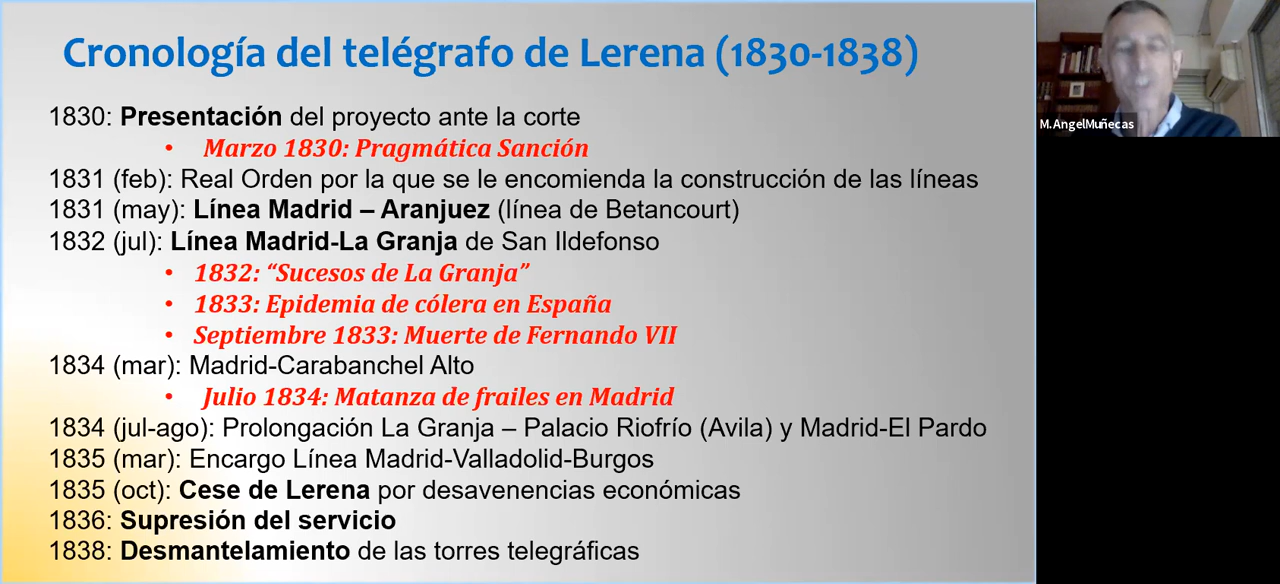 Cronología del telégrafo de Lerena (1830-1838)
1830: Presentación del proyecto ante la corte
• Marzo 1830: Pragmática Sanción
1831 (feb): Real Orden por la que se le encomienda la construcción de las líneas
1831 (may): Línea Madrid – Aranjuez (línea de Betancourt)
1832 (jul): Línea Madrid-La Granja de San Ildefonso
• 1832: “Sucesos de La Granja”
• 1833: Epidemia de cólera en España
• Septiembre 1833: Muerte de Fernando VII
1834 (mar): Madrid-Carabanchel Alto
• Julio 1834: Matanza de frailes en Madrid
1834 (jul-ago): Prolongación La Granja – Palacio Riofrío (Avila) y Madrid-El Pardo
1835 (mar): Encargo Línea Madrid-Valladolid-Burgos
1835 (oct): Cese de Lerena por desavenencias económicas
1836: Supresión del servicio
1838: Desmantelamiento de las torres telegráficas
M.AngelMuñecas